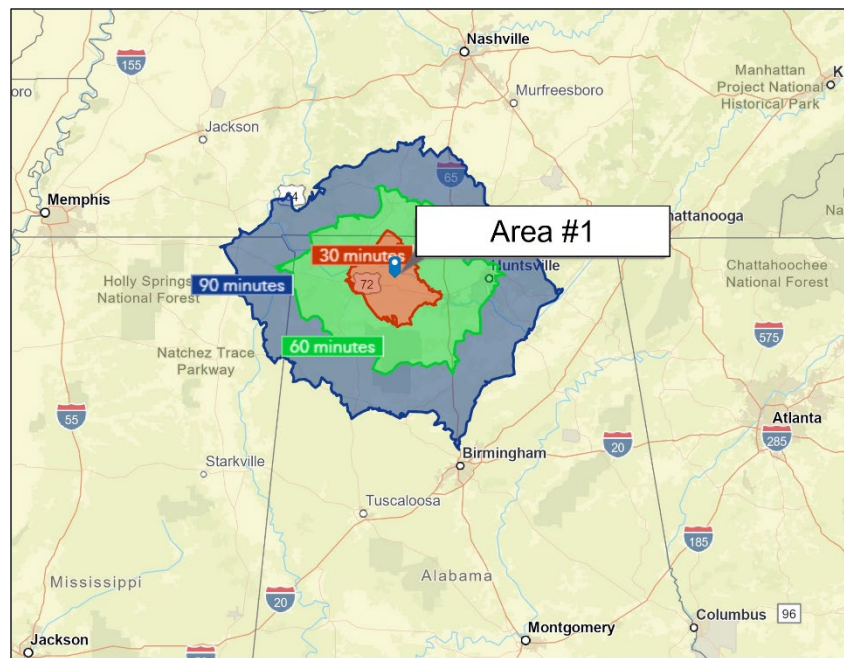 Nashville
155
Manhattan
Project National
Historical Park
K
oro
Murfreesboro
Jackson
65
Memphis
4
hattanooga
Area #1
30 minutes
Huntsville
Chattahoochee
National Forest
Holly Springs
National Forest
90 minutes
72
575
60 minutes
Natchez Trace
Parkway
55
Atlanta
285
20
Birmingham
Starkville
Tuscaloosa
185
Mississippi
Alabama
20
Columbus
96
Jackson
Montgomery